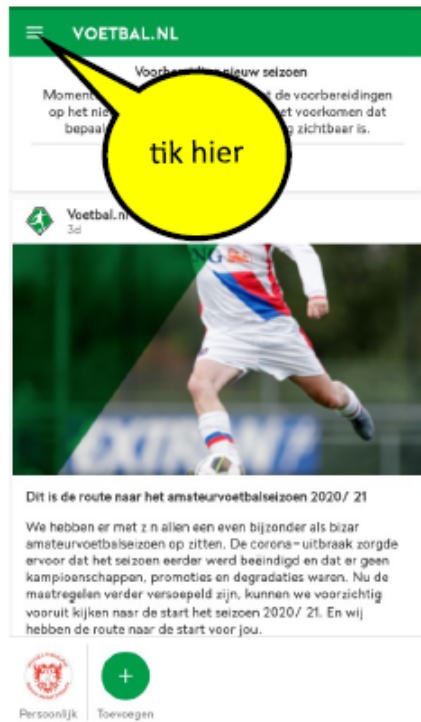 VOETBAL.NL
Voorbereiding nieuw seizoen
Moment de voorbereidingen
op het nie et voorkomen dat
bepaal g zichtbaar is.
tik hier
Voetbal.nl
3d
NG
Dit is de route naar het amateurvoetbalseizoen 2020/ 21
We hebben er met z n allen een even bijzonder als bizar
amateurvoetbalseizoen op zitten. De corona-uitbraak zorgde
ervoor dat het seizoen eerder werd beëindigd en dat er geen
kampioenschappen, promoties en degradaties waren. Nu de
maatregelen verder versoepeld zijn, kunnen we voorzichtig
vooruit kijken naar de start het seizoen 2020/ 21. En wij
hebben de route naar de start voor jou.
Persoonlijk Toevoegen